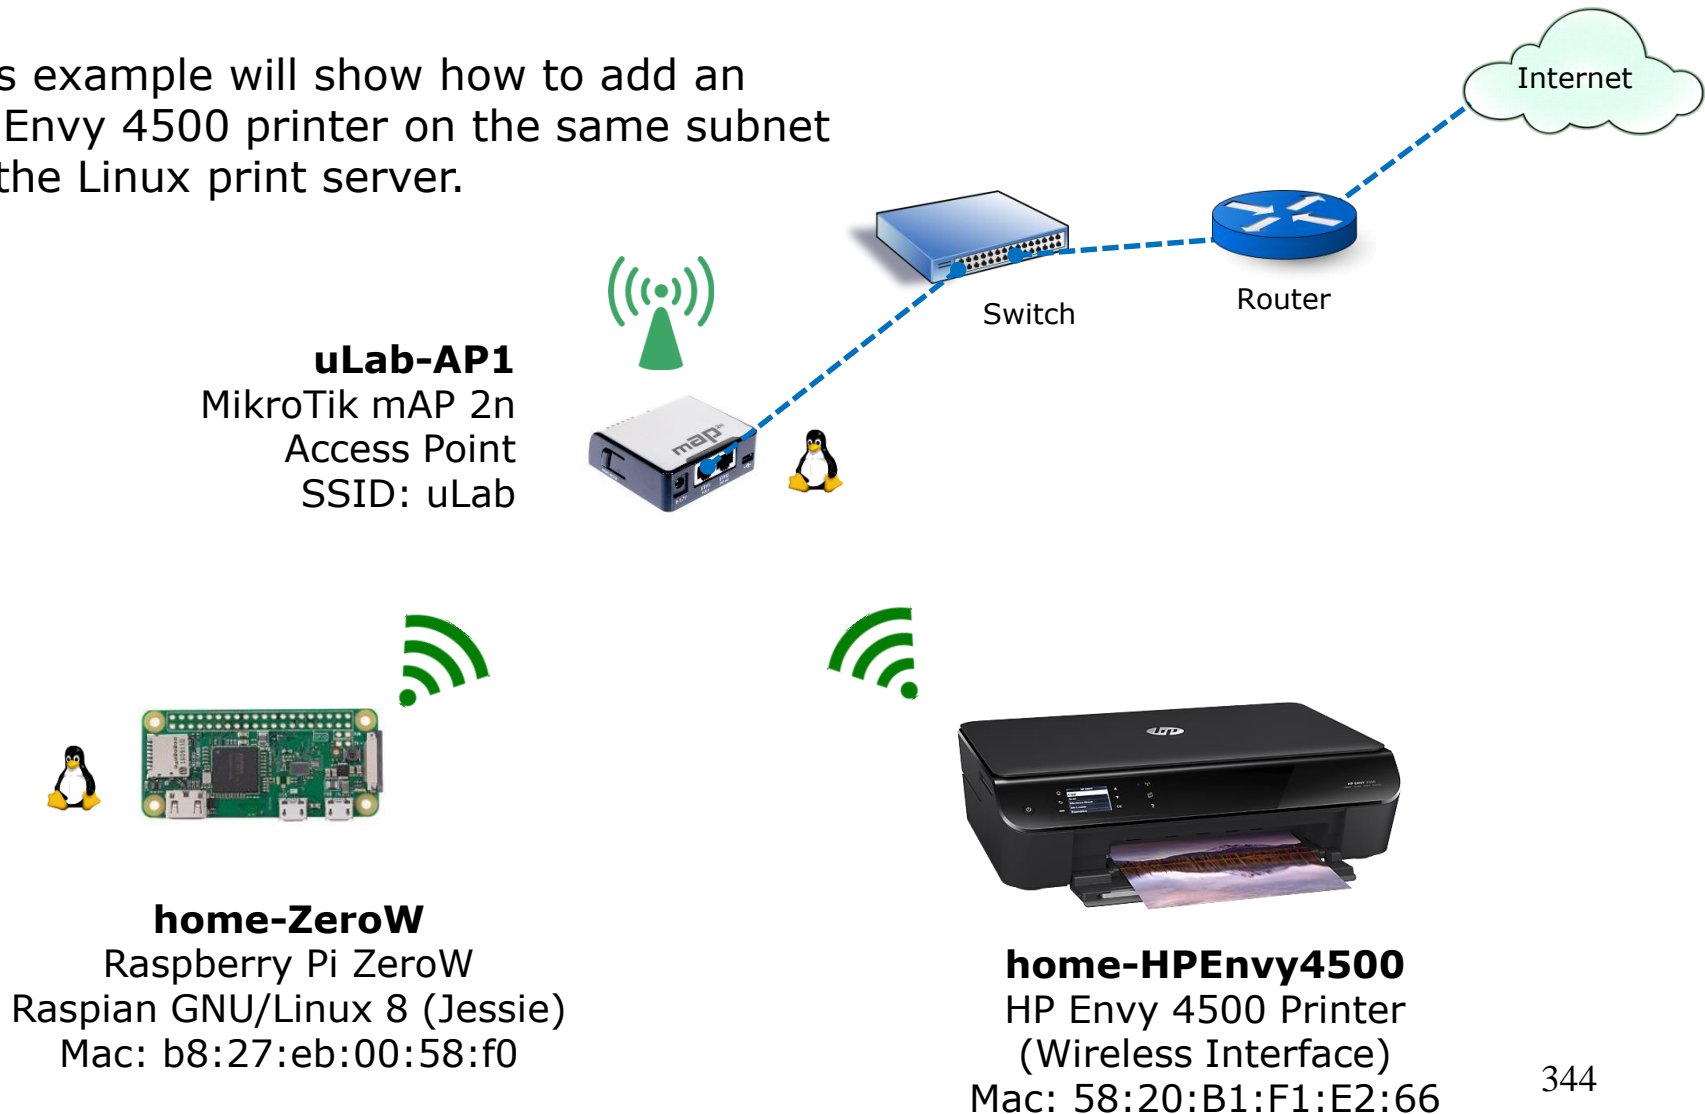 s example will show how to add an
Envy 4500 printer on the same subnet
the Linux print server.
Internet
Switch
Router
uLab-AP1
MikroTik mAP 2n
Access Point
SSID: uLab
map 2n
home-ZeroW
Raspberry Pi ZeroW
Raspian GNU/Linux 8 (Jessie)
Mac: b8:27:eb:00:58:f0
hp
home-HPEnvy4500
HP Envy 4500 Printer
(Wireless Interface)
Mac: 58:20:B1:F1:E2:66
344